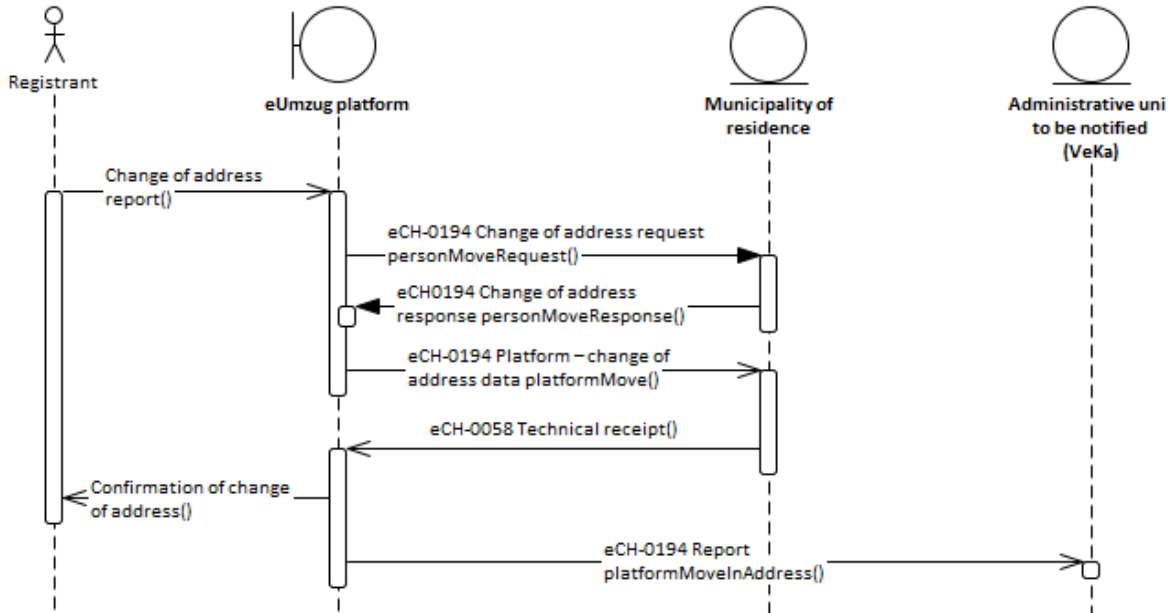 Registrant
eUmzug platform
Municipality of
residence
Administrative uni
to be notified
(VeKa)
Change of address
report()
eCH-0194 Change of address request
personMoveRequest()
eCH0194 Change of address
response personMoveResponse()
eCH-0194 Platform – change of
address data platformMove()
eCH-0058 Technical receipt()
Confirmation of change
of address()
eCH-0194 Report
platformMoveInAddress()